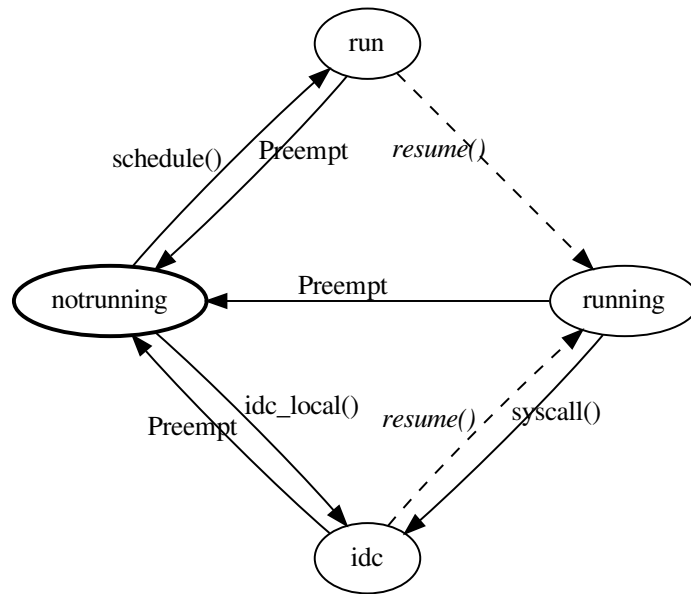 run
schedule()
Preempt
resume()
notrunning
Preempt
running
idc_local()
Preempt
resume()
syscall()
idc